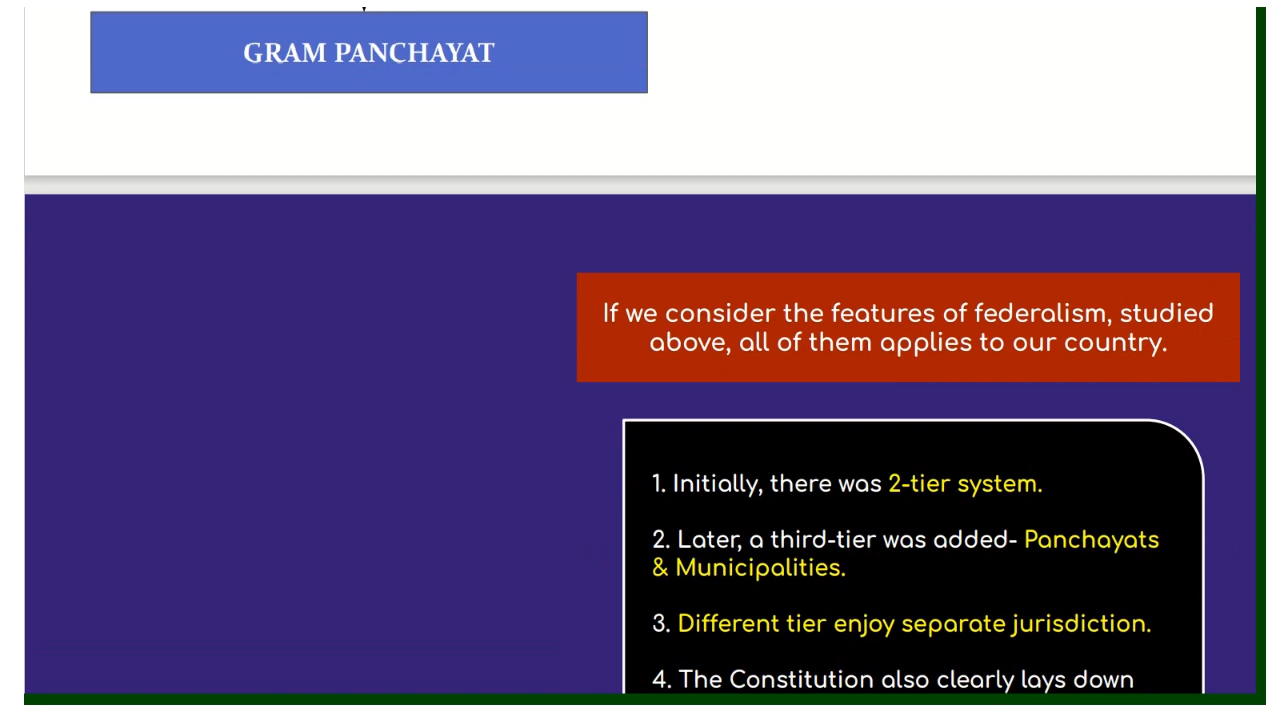 GRAM PANCHAYAT
If we consider the features of federalism, studied
above, all of them applies to our country.
1. Initially, there was 2-tier system.
2. Later, a third-tier was added- Panchayats
& Municipalities.
3. Different tier enjoy separate jurisdiction.
4. The Constitution also clearly lays down